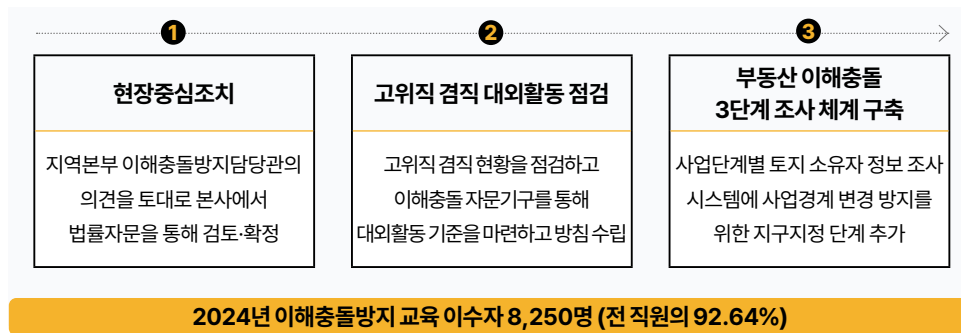 1
2
3
현장중심조치
지역본부 이해충돌방지담당관의
의견을 토대로 본사에서
법률자문을 통해 검토·확정
고위직 겸직 대외활동 점검
고위직 겸직 현황을 점검하고
이해충돌 자문기구를 통해
대외활동 기준을 마련하고 방침 수립
부동산 이해충돌
3단계 조사 체계 구축
사업단계별 토지 소유자 정보 조사
시스템에 사업경계 변경 방지를
위한 지구지정 단계 추가
2024년 이해충돌방지 교육 이수자 8,250명 (전 직원의 92.64%)